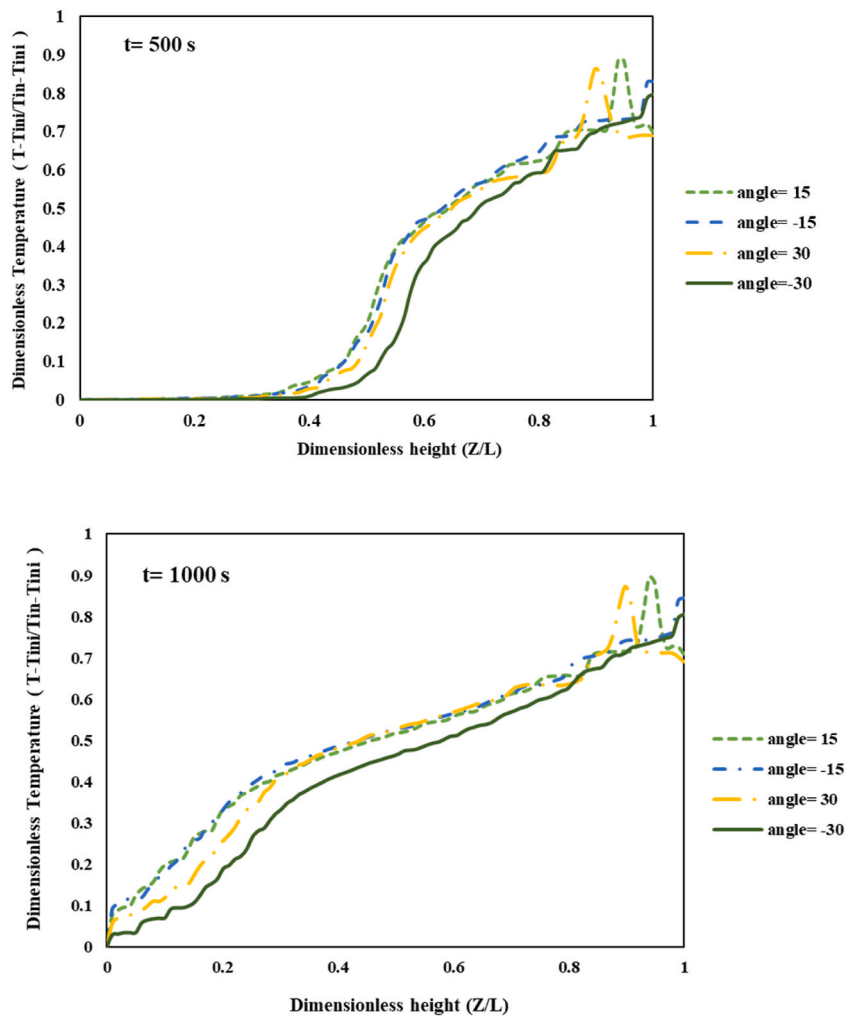 t= 500 s
Dimensionless Temperature ( T-Tini/Tin-Tini )
1
0.9
0.8
0.7
0.6
0.5
0.4
0.3
0.2
0.1
0
0 0.2 0.4 0.6 0.8 1
Dimensionless height (Z/L)
angle= 15
angle= -15
angle= 30
angle=-30
t= 1000 s
Dimensionless Temperature ( T-Tini/Tin-Tini )
1
0.9
0.8
0.7
0.6
0.5
0.4
0.3
0.2
0.1
0
0 0.2 0.4 0.6 0.8 1
Dimensionless height (Z/L)
angle= 15
angle= -15
angle= 30
angle= -30